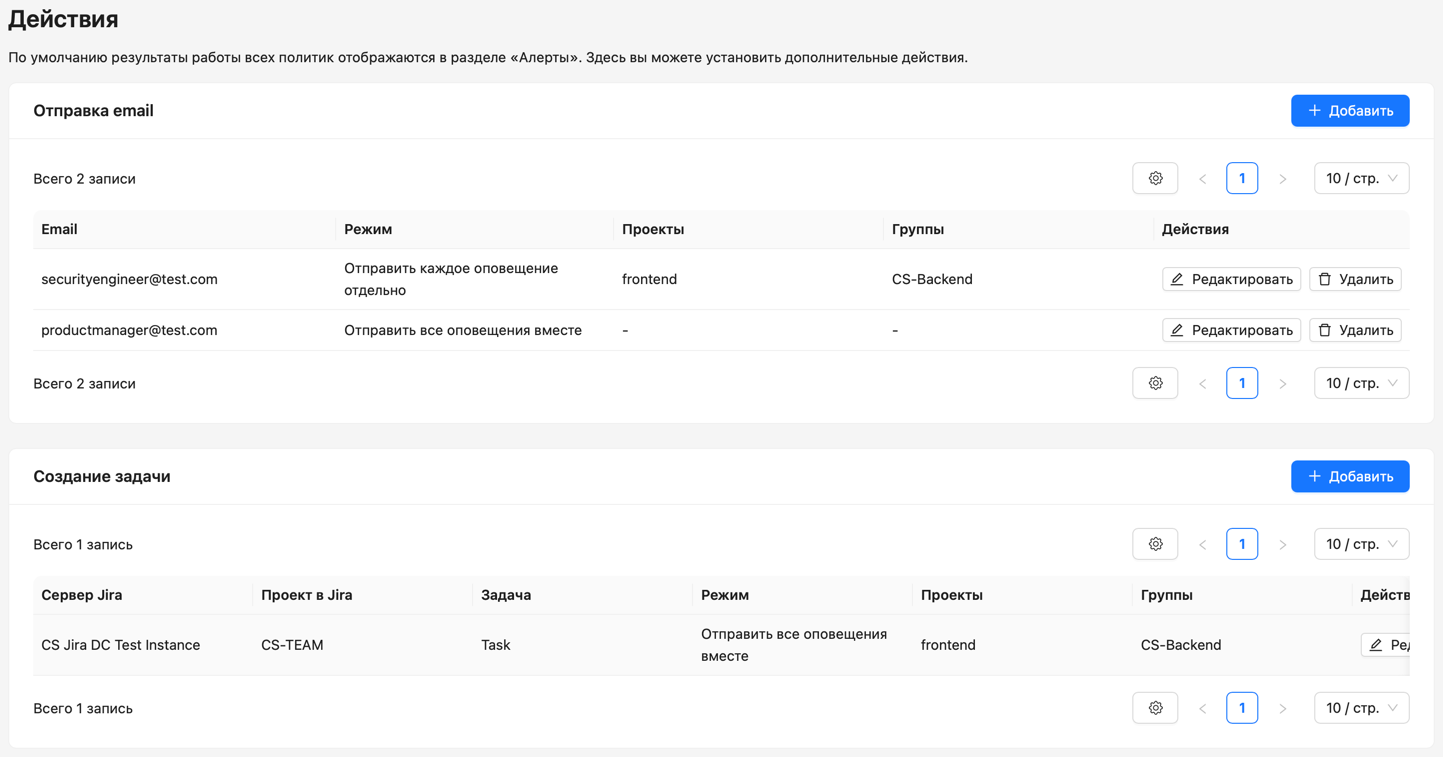 Действия
По умолчанию результаты работы всех политик отображаются в разделе «Алерты». Здесь вы можете установить дополнительные действия.
Отправка email
Добавить
Всего 2 записи
1
10 / стр.
Email Режим Проекты Группы Действия
securityengineer@test.com Отправить каждое оповещение отдельно frontend CS-Backend Редактировать Удалить
productmanager@test.com Отправить все оповещения вместе - - Редактировать Удалить
Всего 2 записи
1
10 / стр.
Создание задачи
Добавить
Всего 1 запись
1
10 / стр.
Сервер Jira Проект в Jira Задача Режим Проекты Группы Действ
CS Jira DC Test Instance CS-TEAM Task Отправить все оповещения вместе frontend CS-Backend Ред
Всего 1 запись
1
10 / стр.